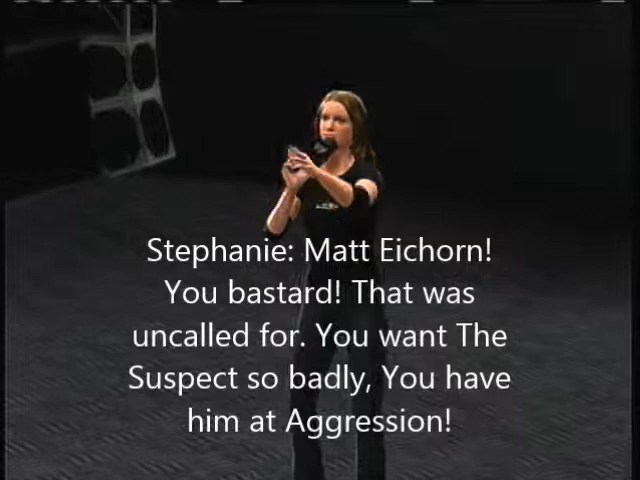 Stephanie: Matt Eichorn!
You bastard! That was
uncalled for. You want The
Suspect so badly, You have
him at Aggression!